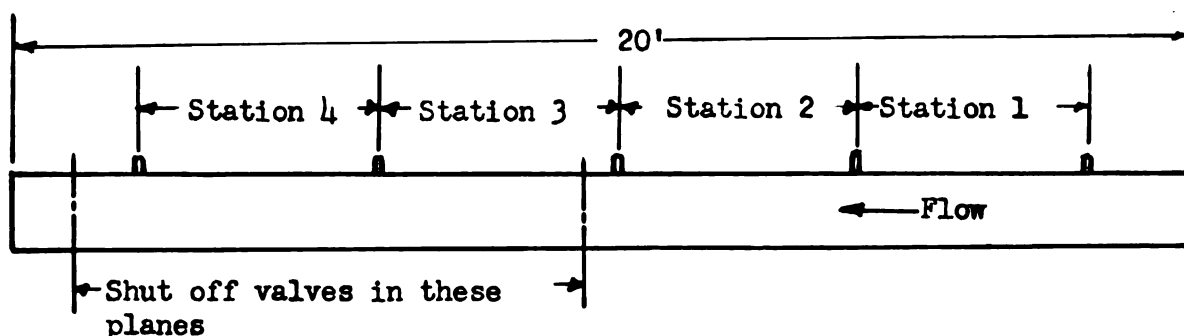 20'
Station 4 Station 3 Station 2 Station 1
Flow
Shut off valves in these
planes